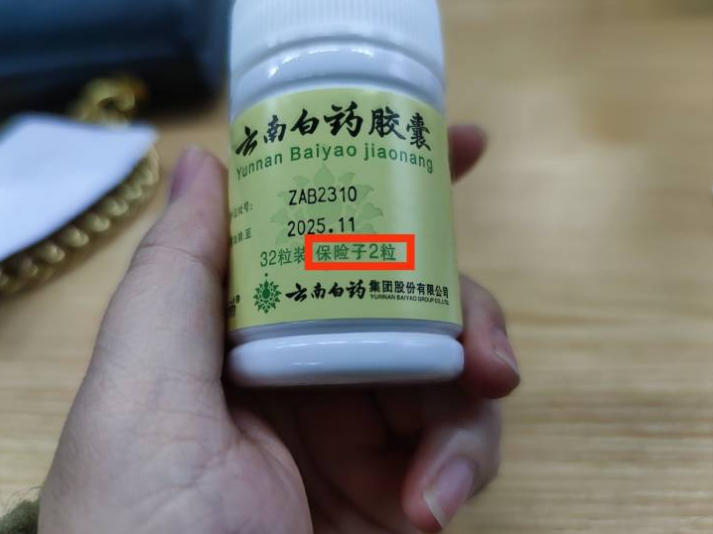 云南白药胶囊
Yunnan Baiyao jiaonang
ZAB2310
2025.11
32粒装 保险子2粒
云南白药集团股份有限公司
YUNNAN BAIYAO GROUP CO.,LTD.